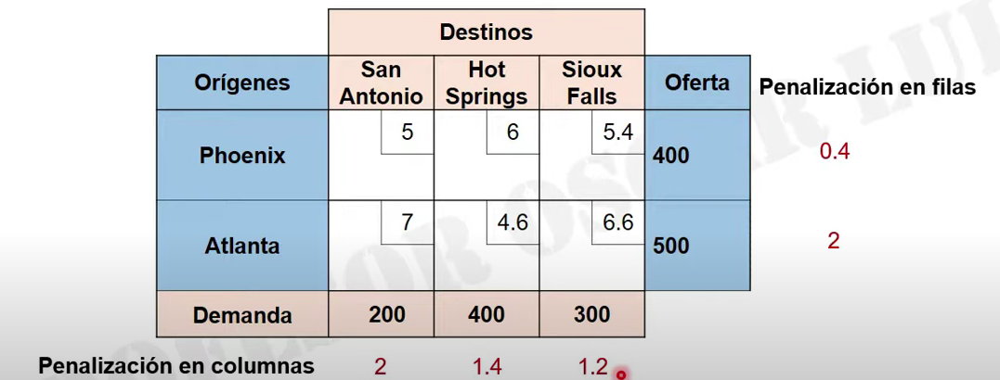 Destinos
Orígenes San Antonio Hot Springs Sioux Falls Oferta Penalización en filas
Phoenix 5 6 5.4 400 0.4
Atlanta 7 4.6 6.6 500 2
Demanda 200 400 300
Penalización en columnas 2 1.4 1.2